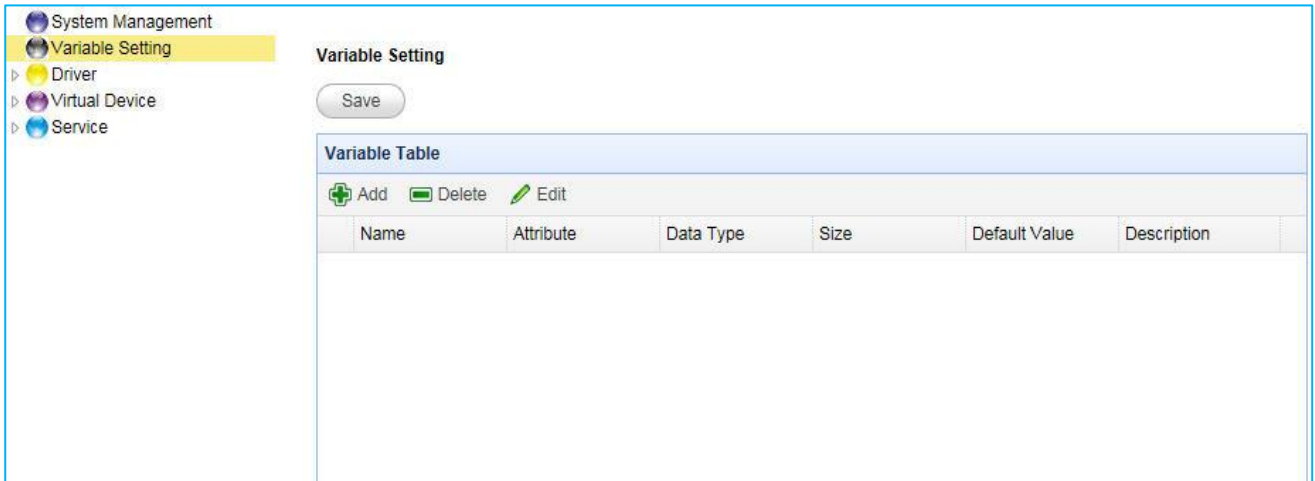 System Management
Variable Setting
Driver
Virtual Device
Service
Variable Setting
Save
Variable Table
Add Delete Edit
Name Attribute Data Type Size Default Value Description